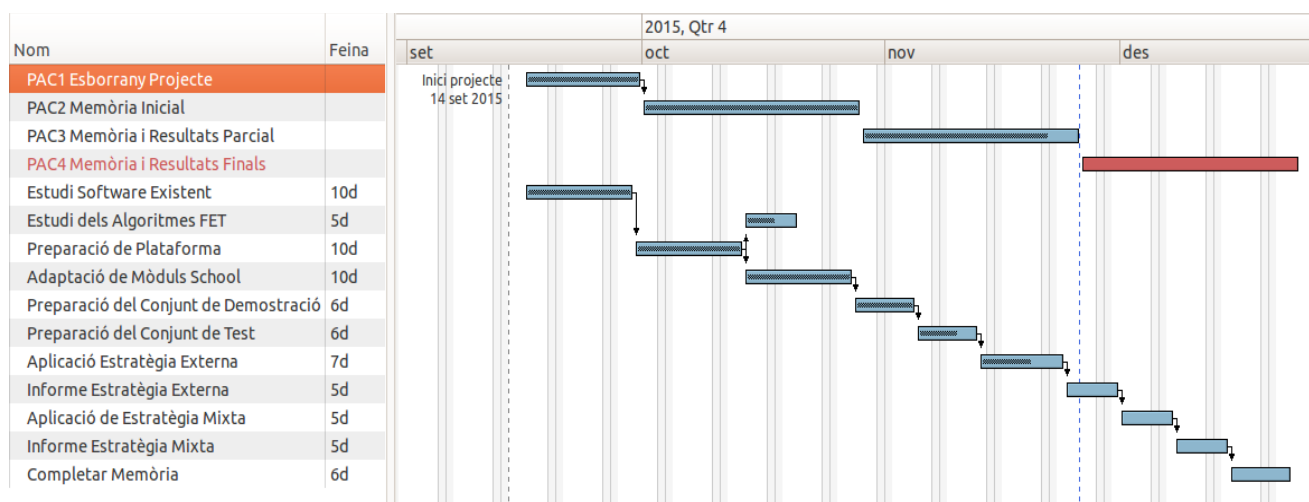 2015, Qtr 4
Nom Feina set oct nov des
PAC1 Esborrany Projecte
Inici projecte
14 set 2015
PAC2 Memòria Inicial
PAC3 Memòria i Resultats Parcial
PAC4 Memòria i Resultats Finals
Estudi Software Existent 10d
Estudi dels Algoritmes FET 5d
Preparació de Plataforma 10d
Adaptació de Mòduls School 10d
Preparació del Conjunt de Demostració 6d
Preparació del Conjunt de Test 6d
Aplicació Estratègia Externa 7d
Informe Estratègia Externa 5d
Aplicació de Estratègia Mixta 5d
Informe Estratègia Mixta 5d
Completar Memòria 6d